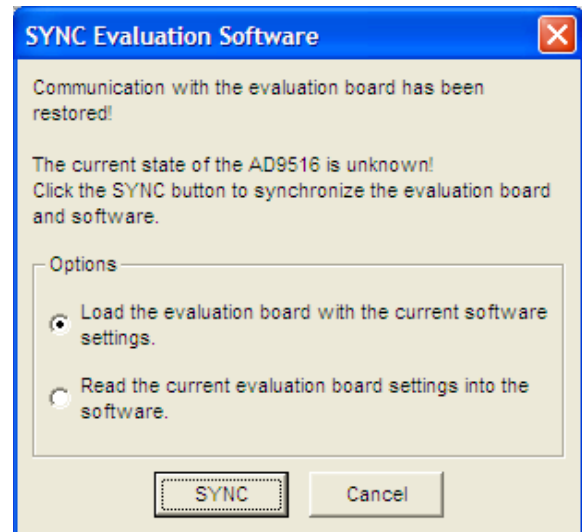 SYNC Evaluation Software
Communication with the evaluation board has been
restored!
The current state of the AD9516 is unknown!
Click the SYNC button to synchronize the evaluation board
and software.
Options
Load the evaluation board with the current software
settings.
Read the current evaluation board settings into the
software.
SYNC
Cancel